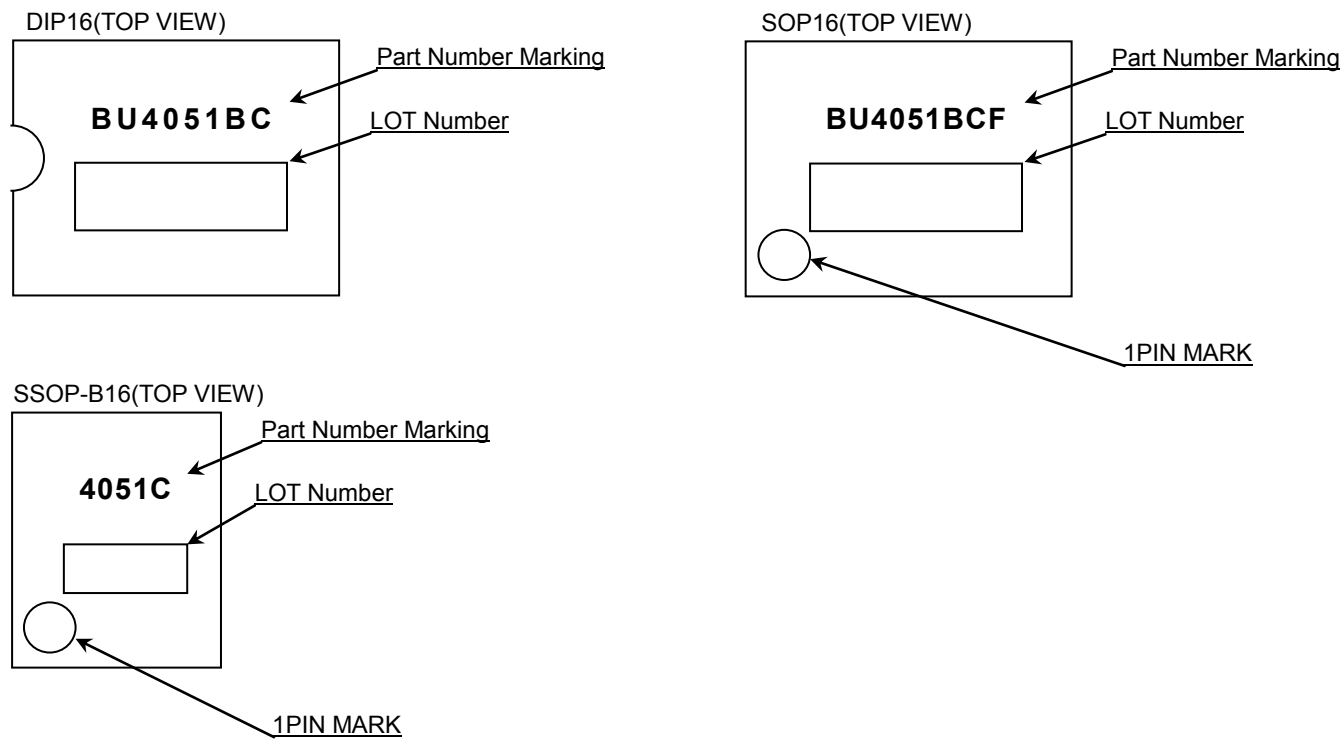 DIP16(TOP VIEW)
Part Number Marking
BU4051BC
LOT Number
SOP16(TOP VIEW)
Part Number Marking
BU4051BCF
LOT Number
1PIN MARK
SSOP-B16(TOP VIEW)
Part Number Marking
4051C
LOT Number
1PIN MARK